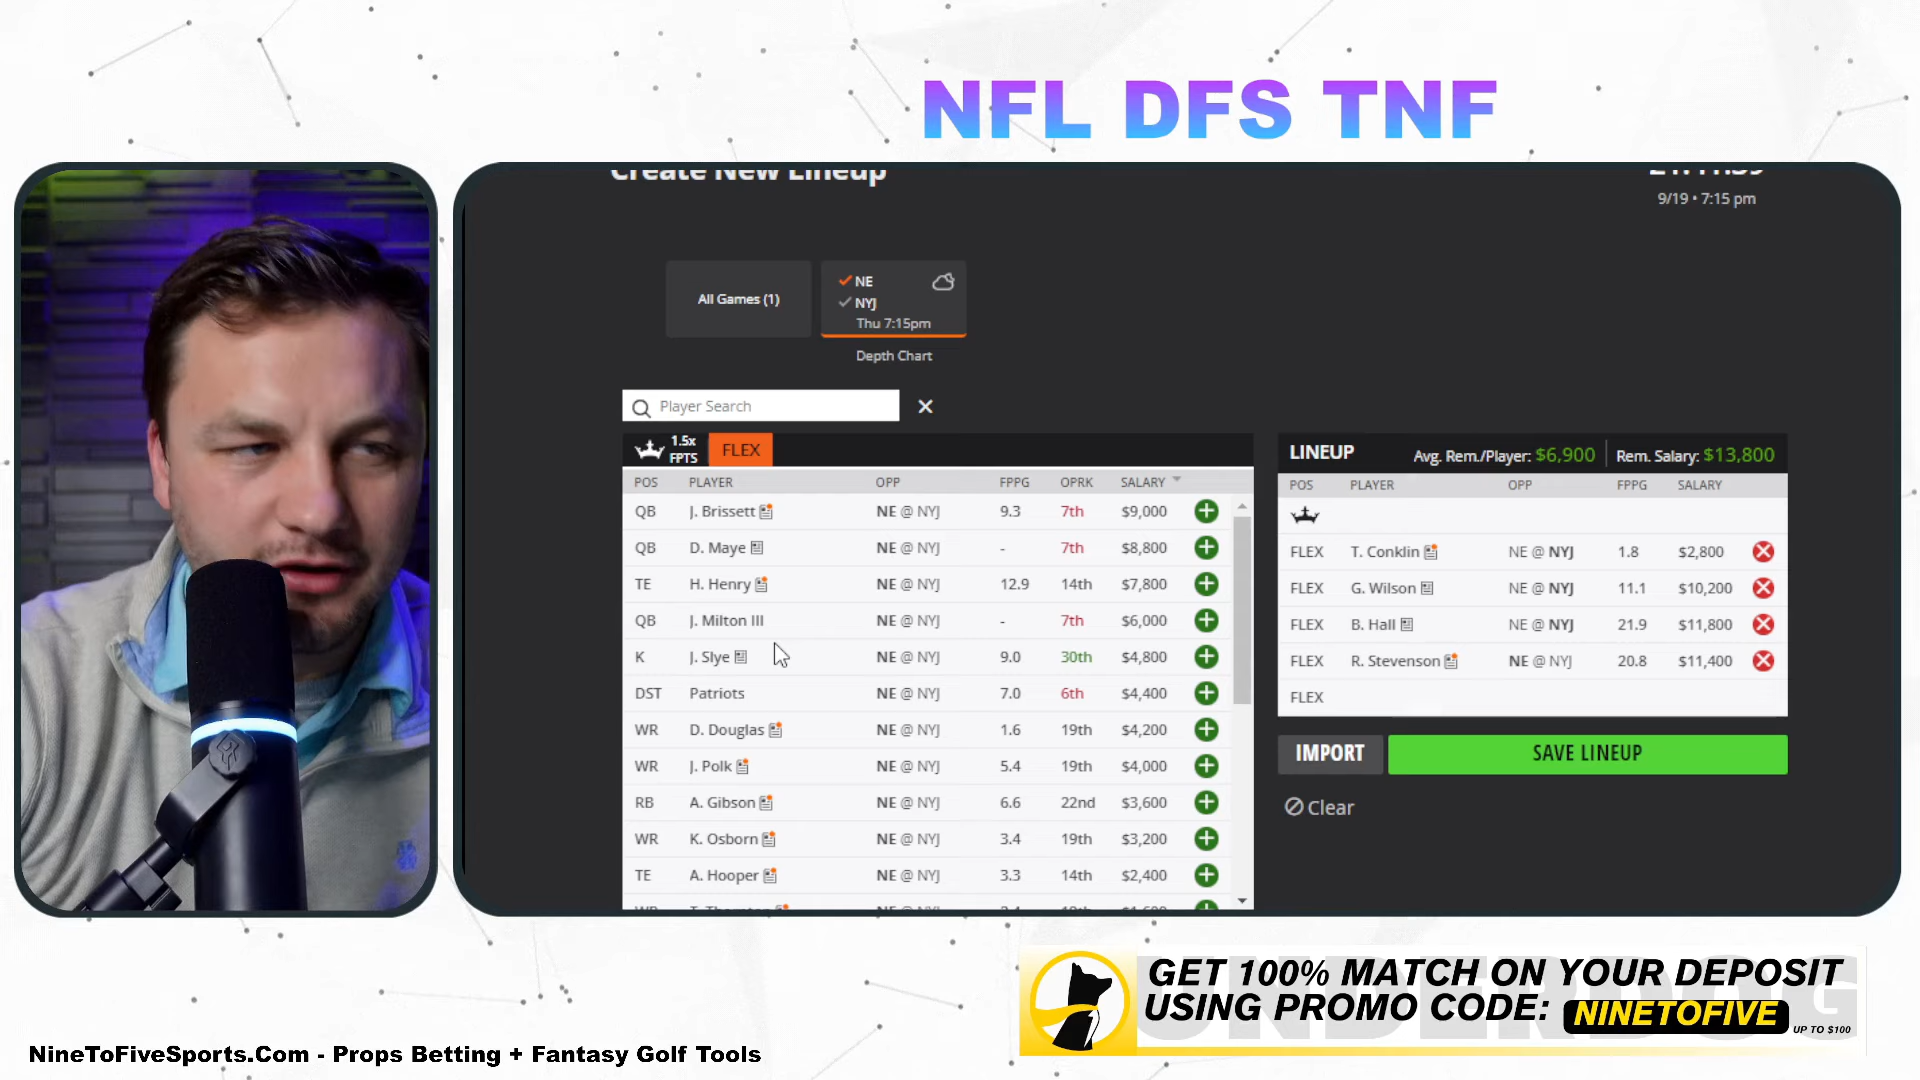 NFL DFS TNF
Create New Lineup
9/19 • 7:15 pm
All Games (1)
NE
NYJ
Thu 7:15pm
Depth Chart
Player Search
1.5x
FPTS
FLEX
POS PLAYER OPP FPPG OPRK SALARY
QB J. Brissett NE @ NYJ 9.3 7th $9,000
QB D. Maye NE @ NYJ - 7th $8,800
TE H. Henry NE @ NYJ 12.9 14th $7,800
QB J. Milton III NE @ NYJ - 7th $6,000
K J. Slye NE @ NYJ 9.0 30th $4,800
DST Patriots NE @ NYJ 7.0 6th $4,400
WR D. Douglas NE @ NYJ 1.6 19th $4,200
WR J. Polk NE @ NYJ 5.4 19th $4,000
RB A. Gibson NE @ NYJ 6.6 22nd $3,600
WR K. Osborn NE @ NYJ 3.4 19th $3,200
TE A. Hooper NE @ NYJ 3.3 14th $2,400
LINEUP Avg. Rem./Player: $6,900 Rem. Salary: $13,800
POS PLAYER OPP FPPG SALARY
FLEX T. Conklin NE @ NYJ 1.8 $2,800
FLEX G. Wilson NE @ NYJ 11.1 $10,200
FLEX B. Hall NE @ NYJ 21.9 $11,800
FLEX R. Stevenson NE @ NYJ 20.8 $11,400
FLEX
IMPORT SAVE LINEUP
Clear
GET 100% MATCH ON YOUR DEPOSIT
USING PROMO CODE: NINETOFIVE UP TO $100
NineToFiveSports.Com - Props Betting + Fantasy Golf Tools